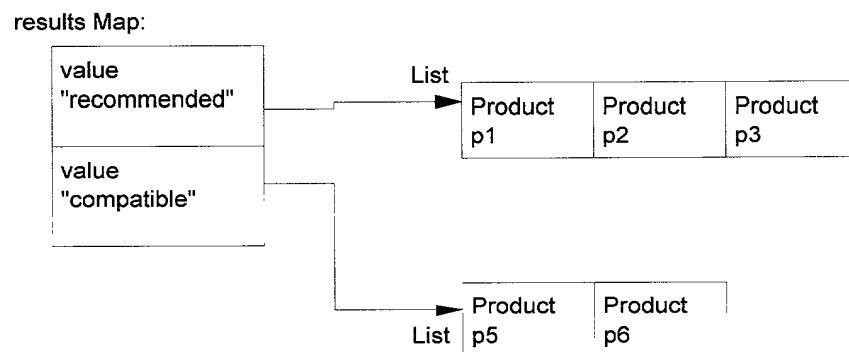 results Map:
value
"recommended"
List
Product
p1
Product
p2
Product
p3
value
"compatible"
List
Product
p5
Product
p6